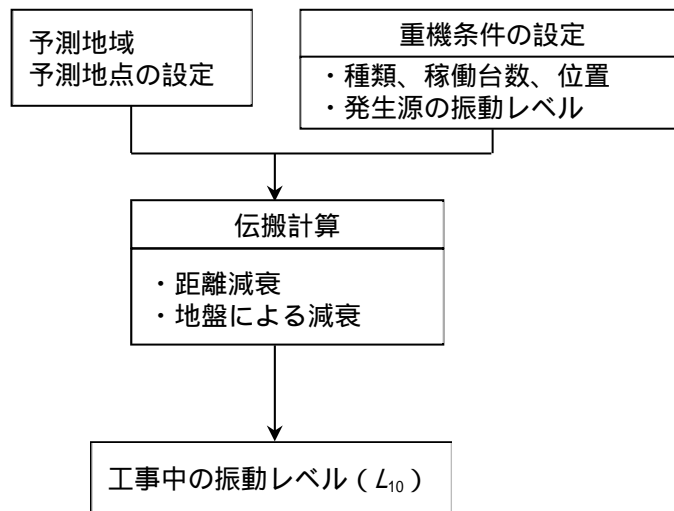 予測地域
予測地点の設定
重機条件の設定
・種類、稼働台数、位置
・発生源の振動レベル
伝搬計算
・距離減衰
・地盤による減衰
工事中の振動レベル（L10）